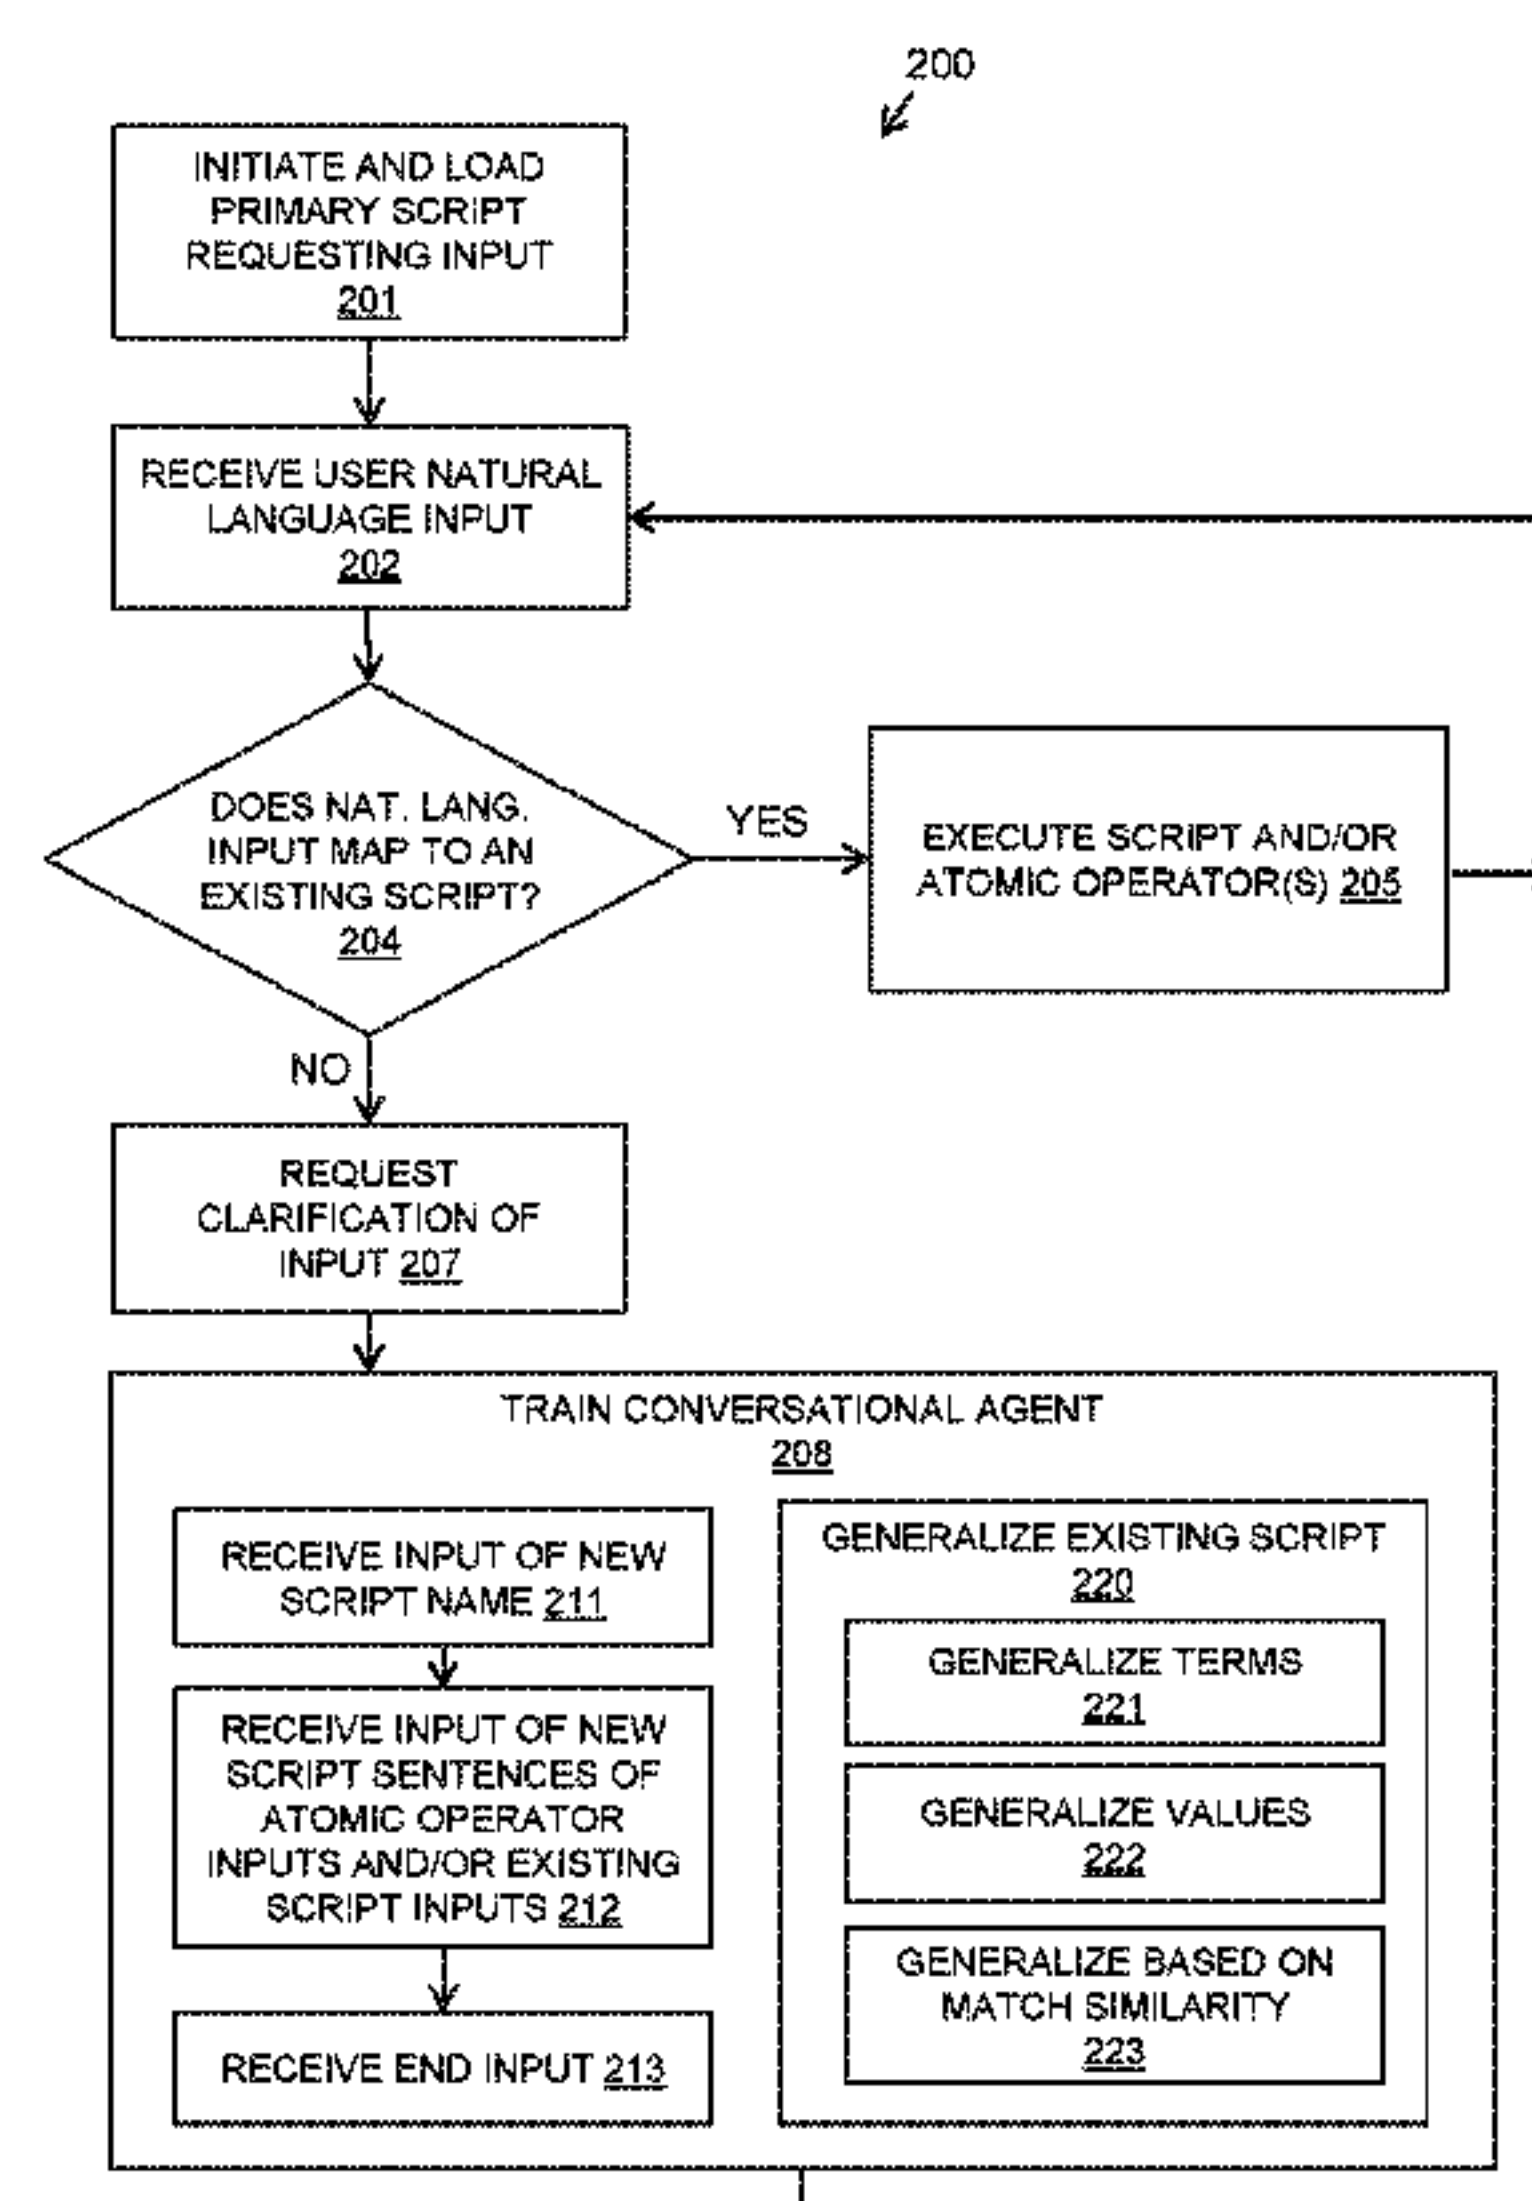 200
INITIATE AND LOAD
PRIMARY SCRIPT
REQUESTING INPUT
201
RECEIVE USER NATURAL
LANGUAGE INPUT
202
DOES NAT. LANG.
INPUT MAP TO AN
EXISTING SCRIPT?
204
YES
EXECUTE SCRIPT AND/OR
ATOMIC OPERATOR(S) 205
NO
REQUEST
CLARIFICATION OF
INPUT 207
TRAIN CONVERSATIONAL AGENT
208
RECEIVE INPUT OF NEW
SCRIPT NAME 211
RECEIVE INPUT OF NEW
SCRIPT SENTENCES OF
ATOMIC OPERATOR
INPUTS AND/OR EXISTING
SCRIPT INPUTS 212
RECEIVE END INPUT 213
GENERALIZE EXISTING SCRIPT
220
GENERALIZE TERMS
221
GENERALIZE VALUES
222
GENERALIZE BASED ON
MATCH SIMILARITY
223